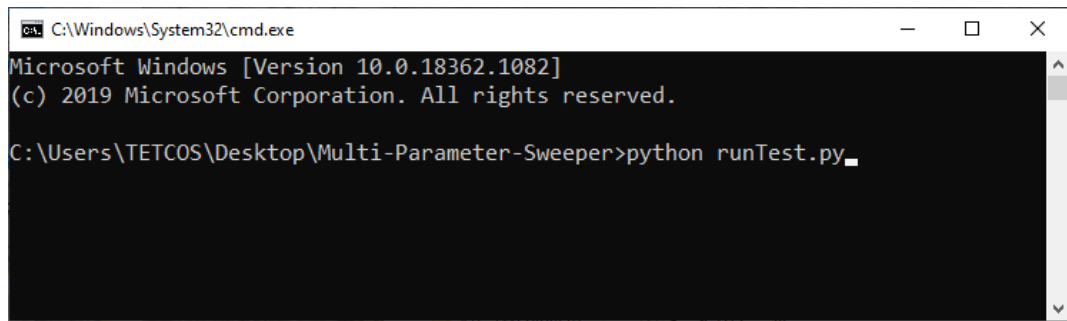 C:\Windows\System32\cmd.exe
Microsoft Windows [Version 10.0.18362.1082]
(c) 2019 Microsoft Corporation. All rights reserved.
C:\Users\TETCOS\Desktop\Multi-Parameter-Sweeper>python runTest.py